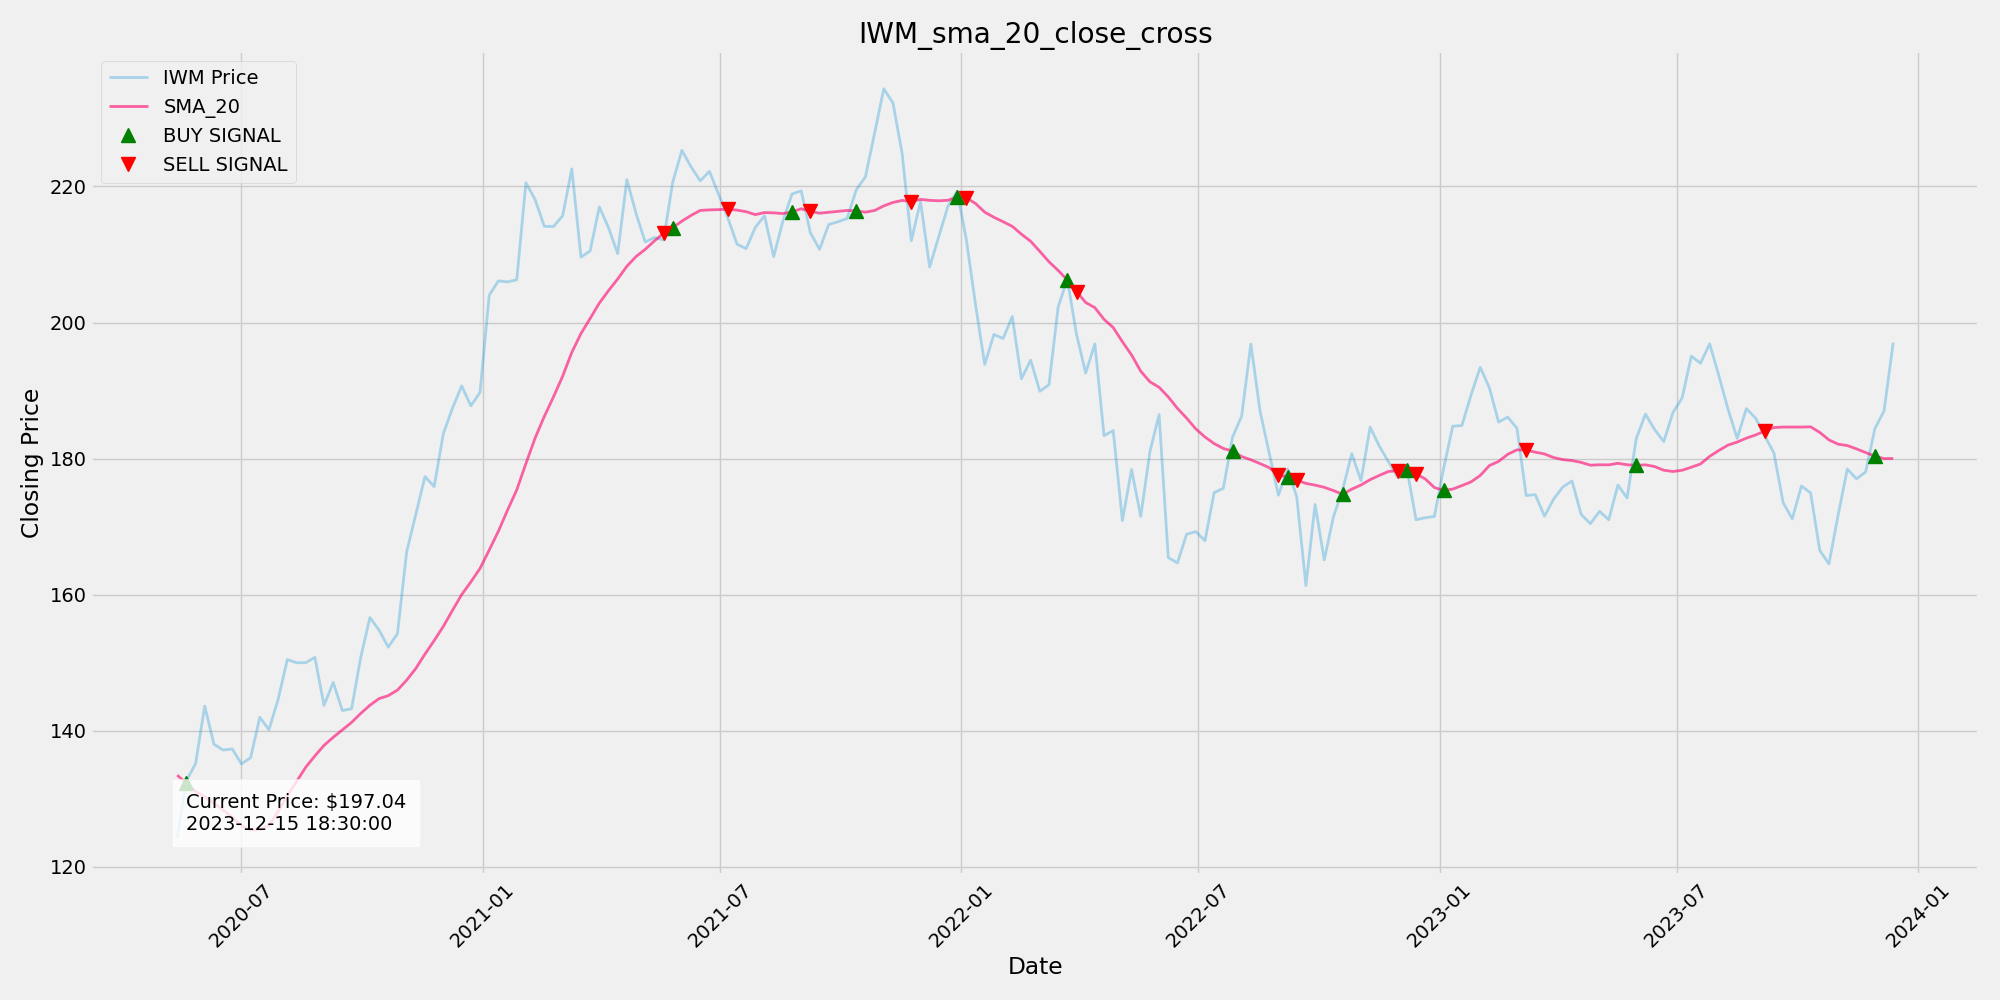 IWM_sma_20_close_cross
IWM Price
SMA_20
BUY SIGNAL
SELL SIGNAL
220
200
180
160
140
120
Closing Price
Current Price: $197.04
2023-12-15 18:30:00
2020-07
2021-01
2021-07
2022-01
2022-07
2023-01
2023-07
2024-01
Date